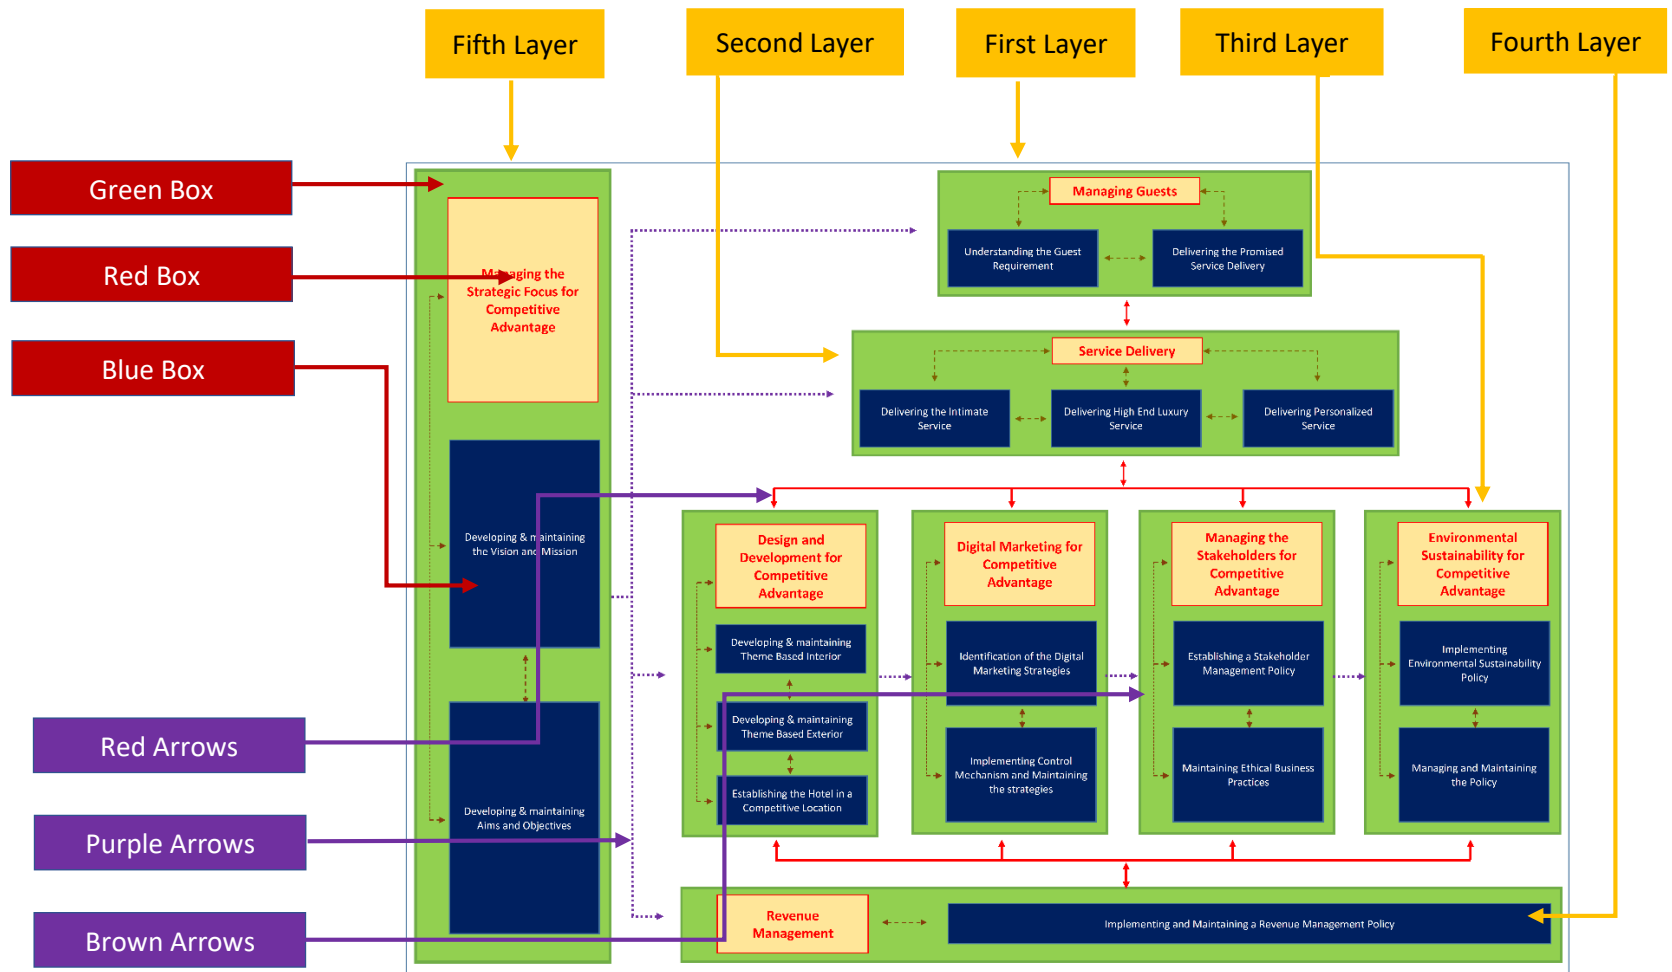 Fifth Layer
Second Layer
First Layer
Third Layer
Fourth Layer
Green Box
Red Box
Blue Box
Red Arrows
Purple Arrows
Brown Arrows
Managing the
Strategic Focus for
Competitive
Advantage
Developing & maintaining
the Vision and Mission
Developing & maintaining
Aims and Objectives
Managing Guests
Understanding the Guest
Requirement
Delivering the Promised
Service Delivery
Service Delivery
Delivering the Intimate
Service
Delivering High End Luxury
Service
Delivering Personalized
Service
Design and
Development for
Competitive
Advantage
Developing & maintaining
Theme Based Interior
Developing & maintaining
Theme Based Exterior
Establishing the Hotel in a
Competitive Location
Digital Marketing for
Competitive
Advantage
Identification of the Digital
Marketing Strategies
Implementing Control
Mechanism and Maintaining
the strategies
Managing the
Stakeholders for
Competitive
Advantage
Establishing a Stakeholder
Management Policy
Maintaining Ethical Business
Practices
Environmental
Sustainability for
Competitive
Advantage
Implementing
Environmental Sustainability
Policy
Managing and Maintaining
the Policy
Revenue
Management
Implementing and Maintaining a Revenue Management Policy